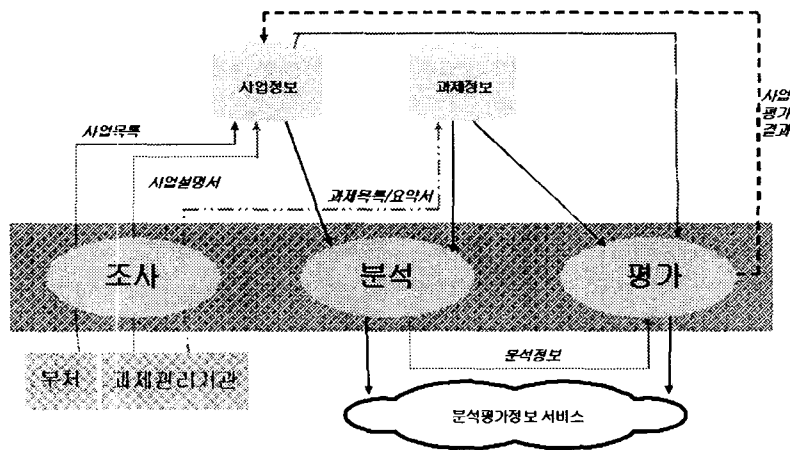 사업정보
과제정보
사업
평가
결과
사업목록
사업설명서
과제목록/요약서
조사
분석
평가
부처
과제관리기관
분석정보
분석평가정보 서비스